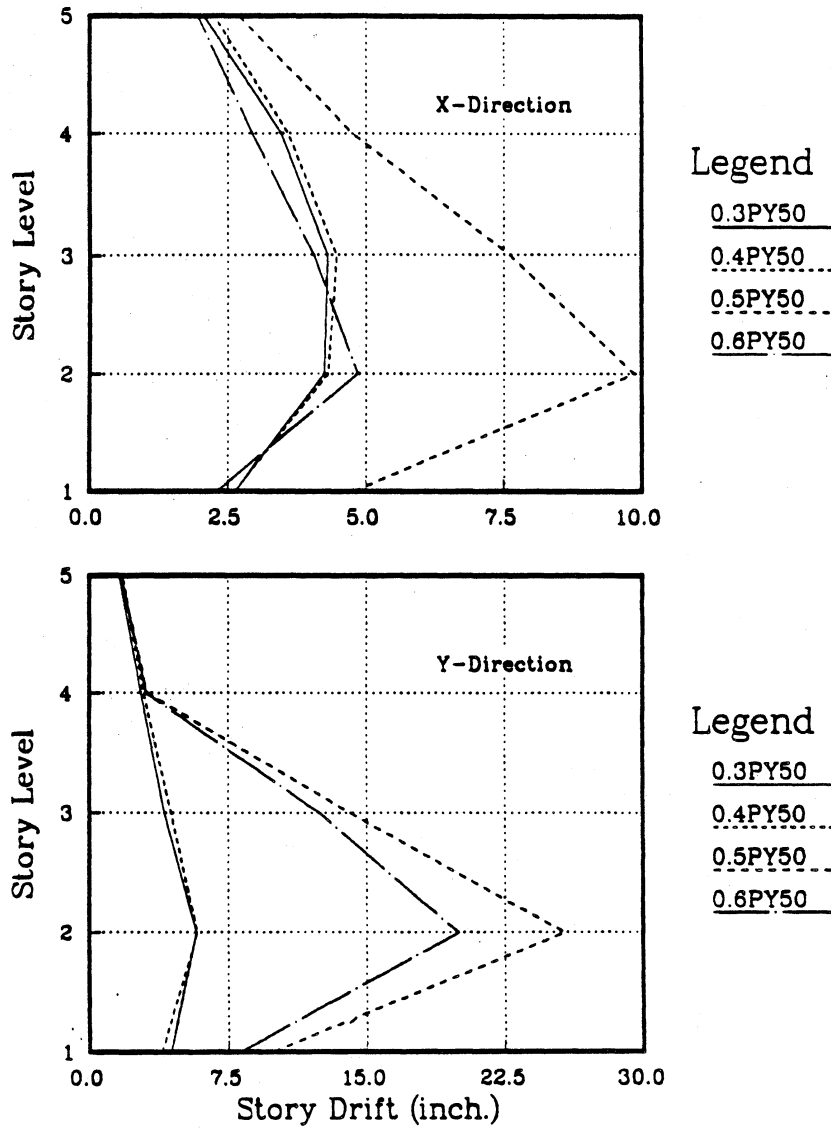 5
4
3
2
1
Story Level
X-Direction
0.0
2.5
5.0
7.5
10.0
Legend
0.3PY50
0.4PY50
0.5PY50
0.6PY50
5
4
3
2
1
Story Level
Y-Direction
0.0
7.5
15.0
22.5
30.0
Story Drift (inch.)
Legend
0.3PY50
0.4PY50
0.5PY50
0.6PY50